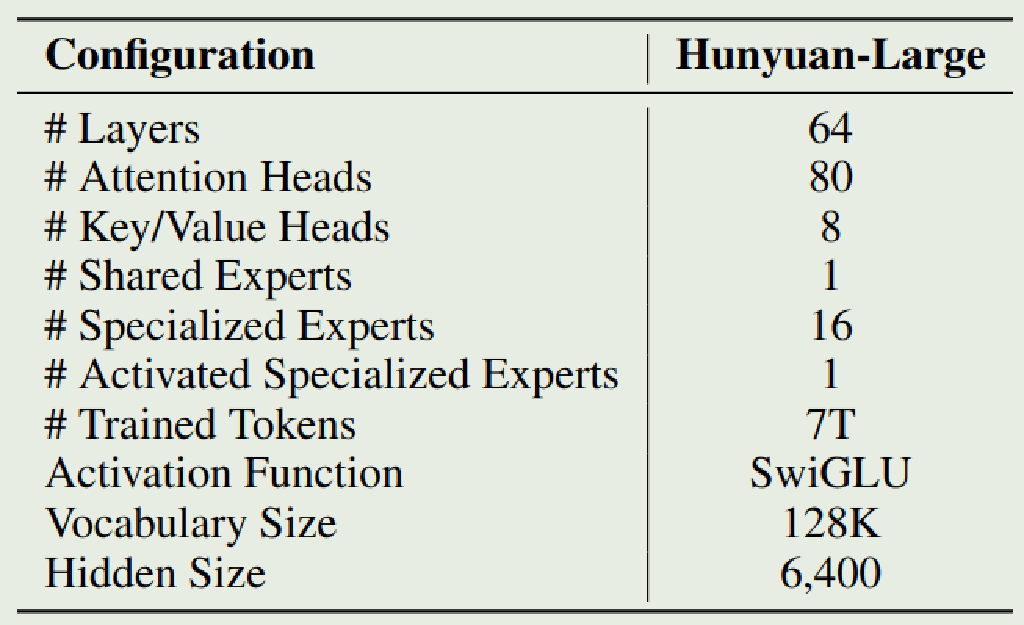 Configuration Hunyuan-Large
# Layers 64
# Attention Heads 80
# Key/Value Heads 8
# Shared Experts 1
# Specialized Experts 16
# Activated Specialized Experts 1
# Trained Tokens 7T
Activation Function SwiGLU
Vocabulary Size 128K
Hidden Size 6,400